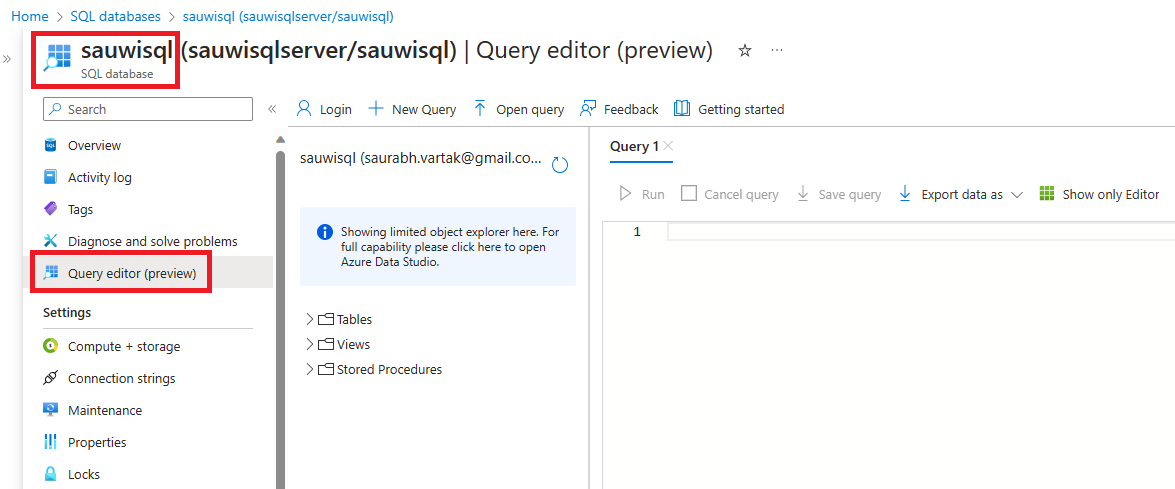 Home > SQL databases > sauwisql (sauwisqlserver/sauwisql)
sauwisql (sauwisqlserver/sauwisql) | Query editor (preview)
SQL database
Search
Overview
Activity log
Tags
Diagnose and solve problems
Query editor (preview)
Settings
Compute + storage
Connection strings
Maintenance
Properties
Locks
Login
New Query
Open query
Feedback
Getting started
sauwisql (saurabh.vartak@gmail.co...
Showing limited object explorer here. For
full capability please click here to open
Azure Data Studio.
Tables
Views
Stored Procedures
Query 1
Run
Cancel query
Save query
Export data as
Show only Editor
1